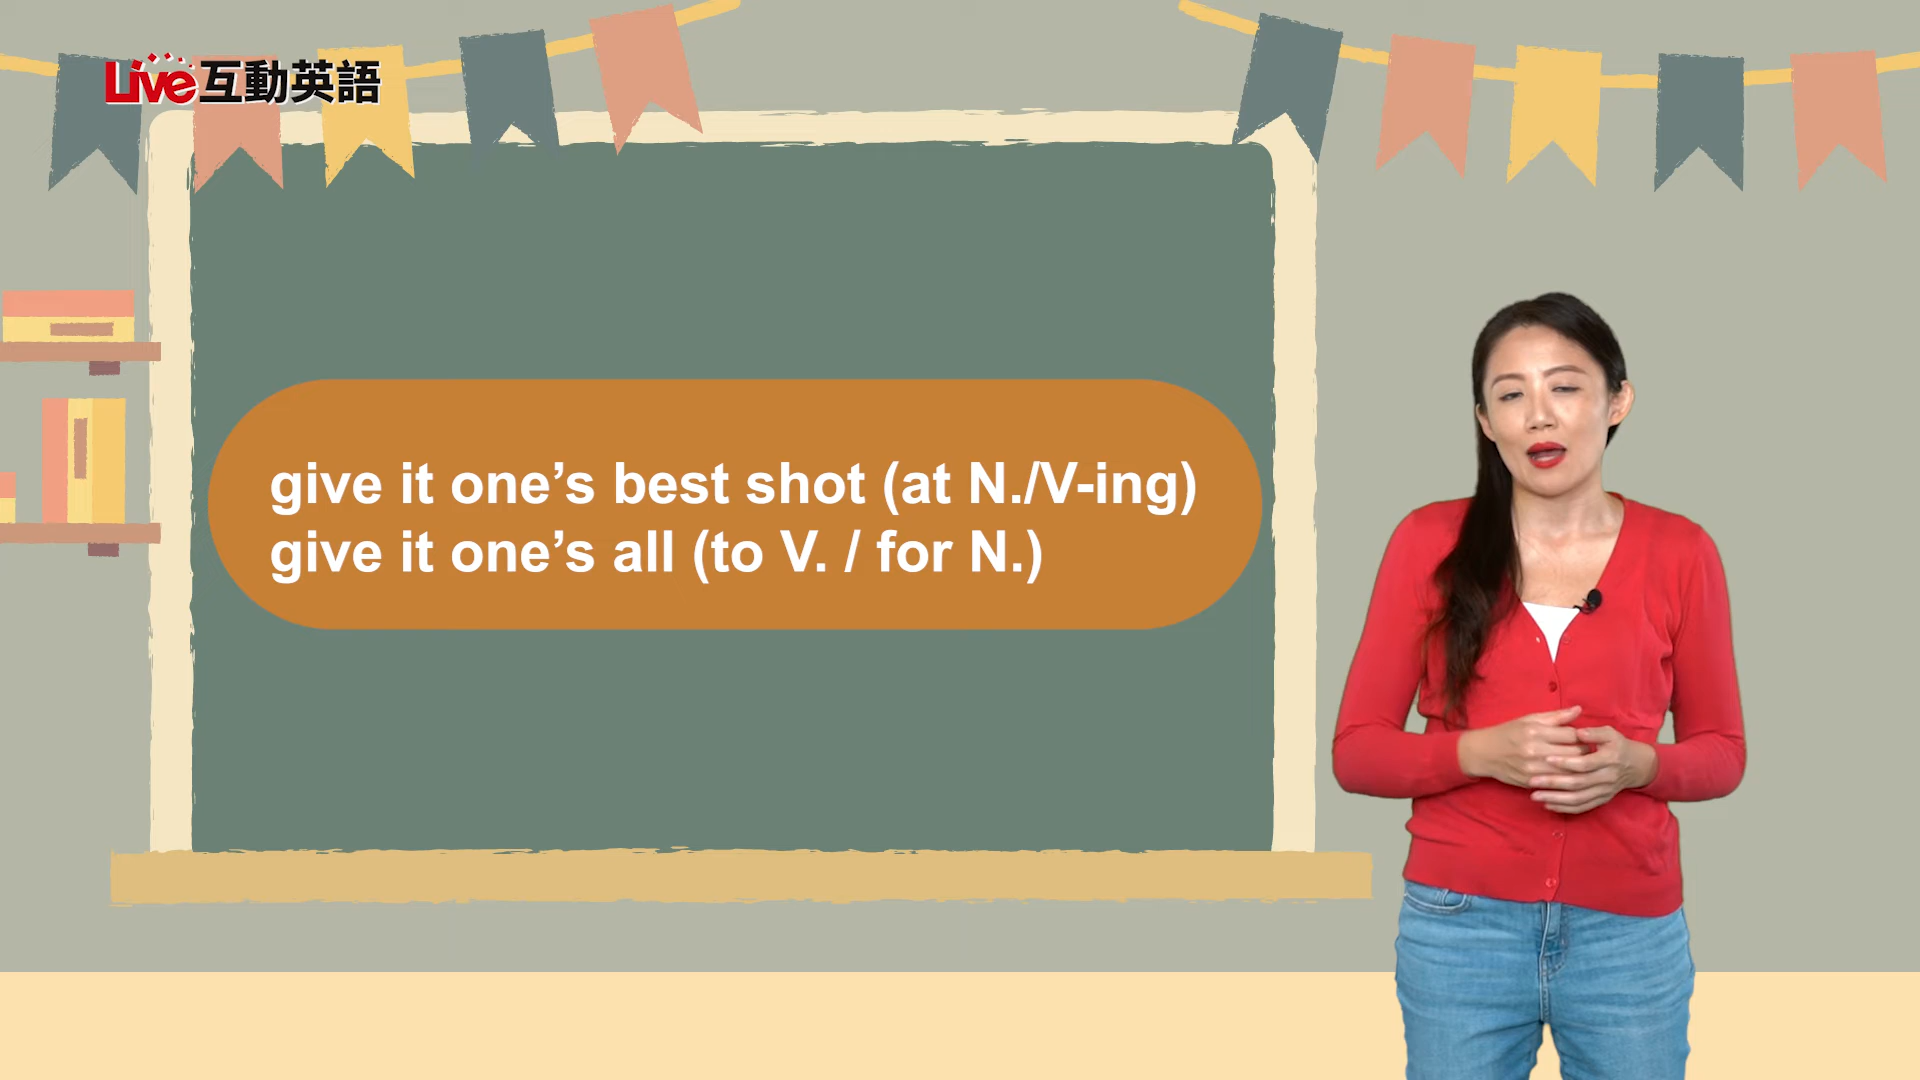 Live互動英語
give it one’s best shot (at N./V-ing)
give it one’s all (to V. / for N.)